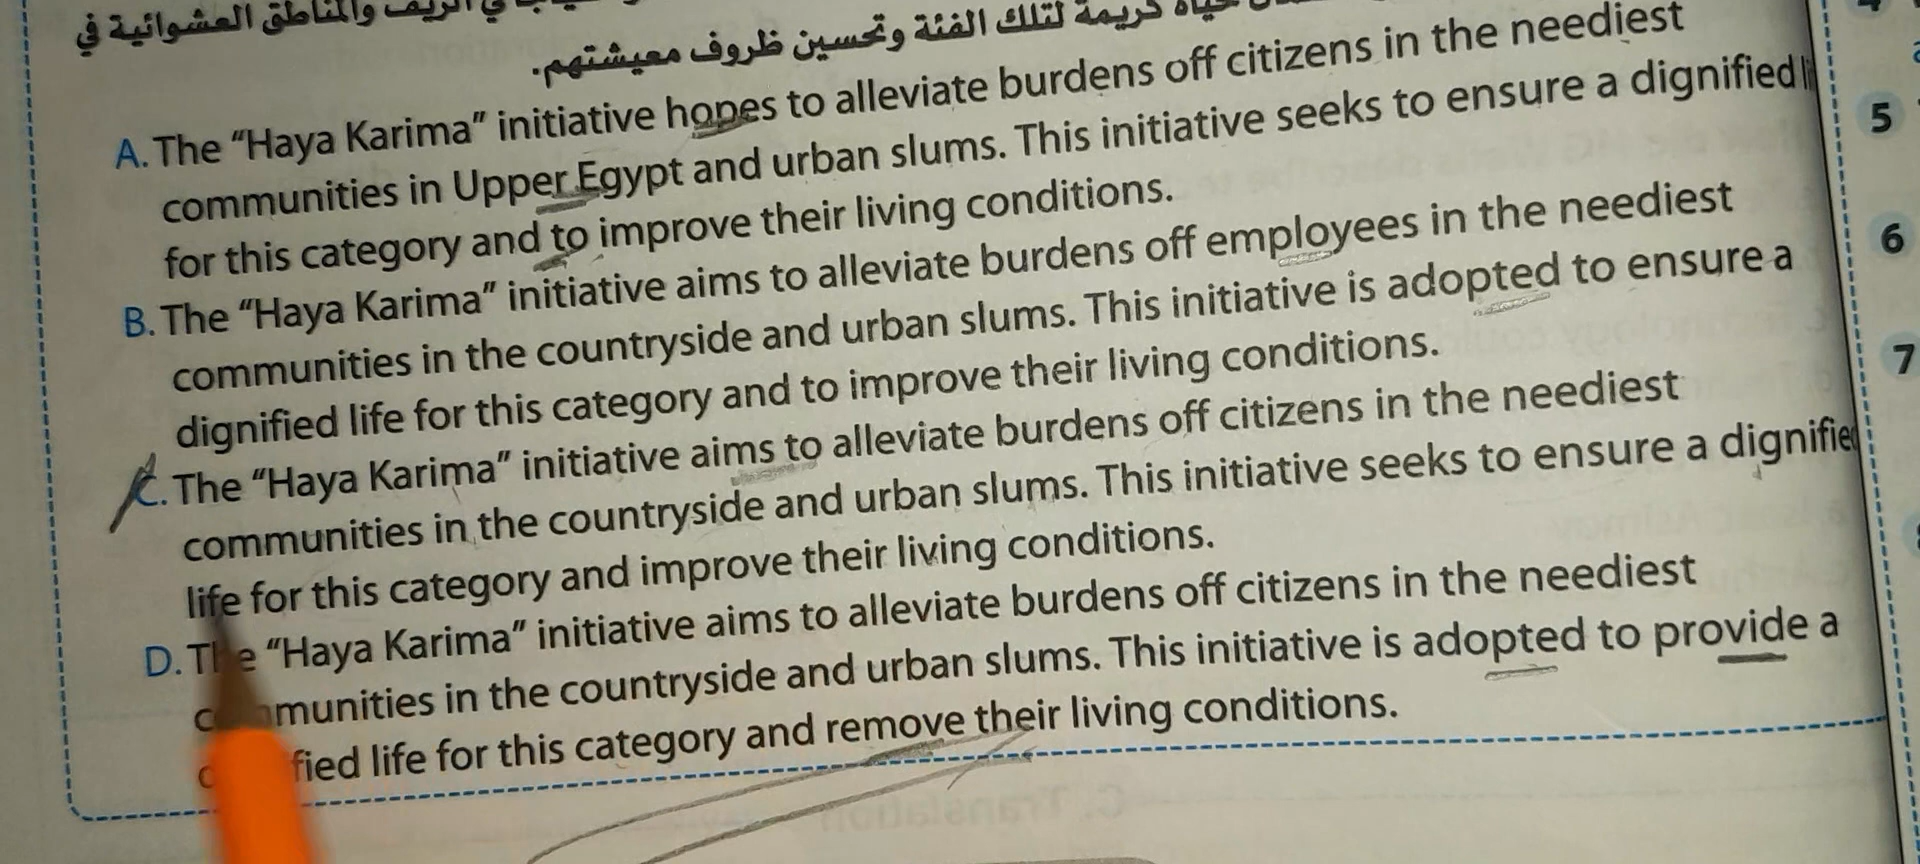 الريف والمناطق العشوائية في
كريمة لتلك الفئة وتحسين ظروف معيشتهم.
A. The “Haya Karima” initiative hopes to alleviate burdens off citizens in the neediest
communities in Upper Egypt and urban slums. This initiative seeks to ensure a dignified
for this category and to improve their living conditions.
B. The “Haya Karima” initiative aims to alleviate burdens off employees in the neediest
communities in the countryside and urban slums. This initiative is adopted to ensure a
dignified life for this category and to improve their living conditions.
C. The “Haya Karima” initiative aims to alleviate burdens off citizens in the neediest
communities in the countryside and urban slums. This initiative seeks to ensure a dignified
life for this category and improve their living conditions.
D. The “Haya Karima” initiative aims to alleviate burdens off citizens in the neediest
communities in the countryside and urban slums. This initiative is adopted to provide a
fied life for this category and remove their living conditions.
5
6
7